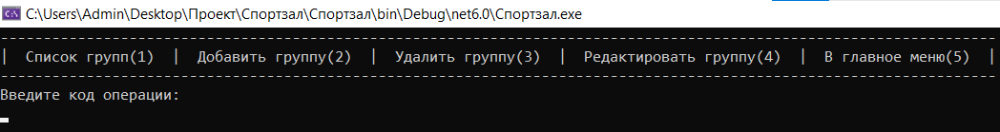 C:\Users\Admin\Desktop\Проект\Спортзал\Спортзал\bin\Debug\net6.0\Спортзал.exe
| Список групп(1) | Добавить группу(2) | Удалить группу(3) | Редактировать группу(4) | В главное меню(5) |
Введите код операции: